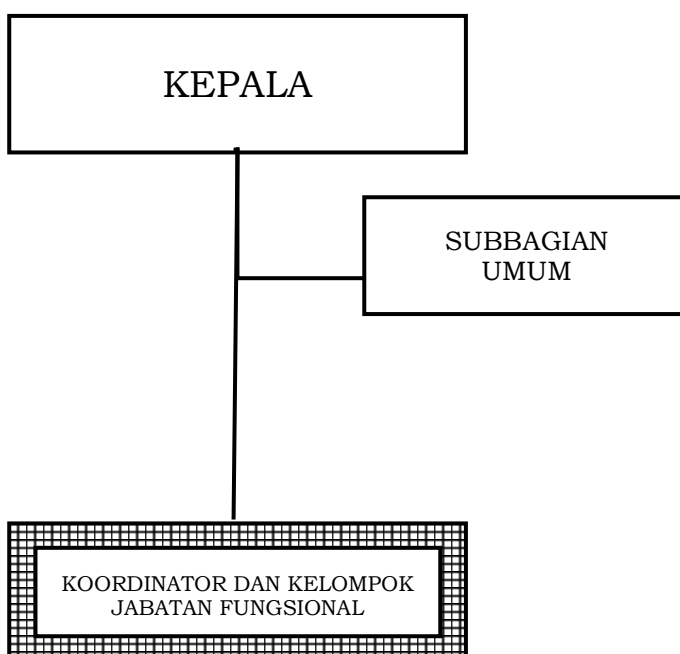 KEPALA
SUBBAGIAN
UMUM
KOORDINATOR DAN KELOMPOK
JABATAN FUNGSIONAL